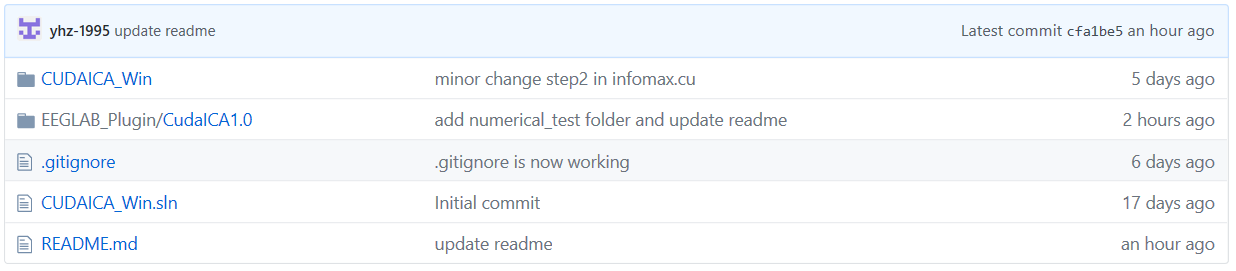 yhz-1995 update readme Latest commit cfa1be5 an hour ago
CUDAICA_Win minor change step2 in infomax.cu 5 days ago
EEGLAB_Plugin/CudaICA1.0 add numerical_test folder and update readme 2 hours ago
.gitignore .gitignore is now working 6 days ago
CUDAICA_Win.sln Initial commit 17 days ago
README.md update readme an hour ago